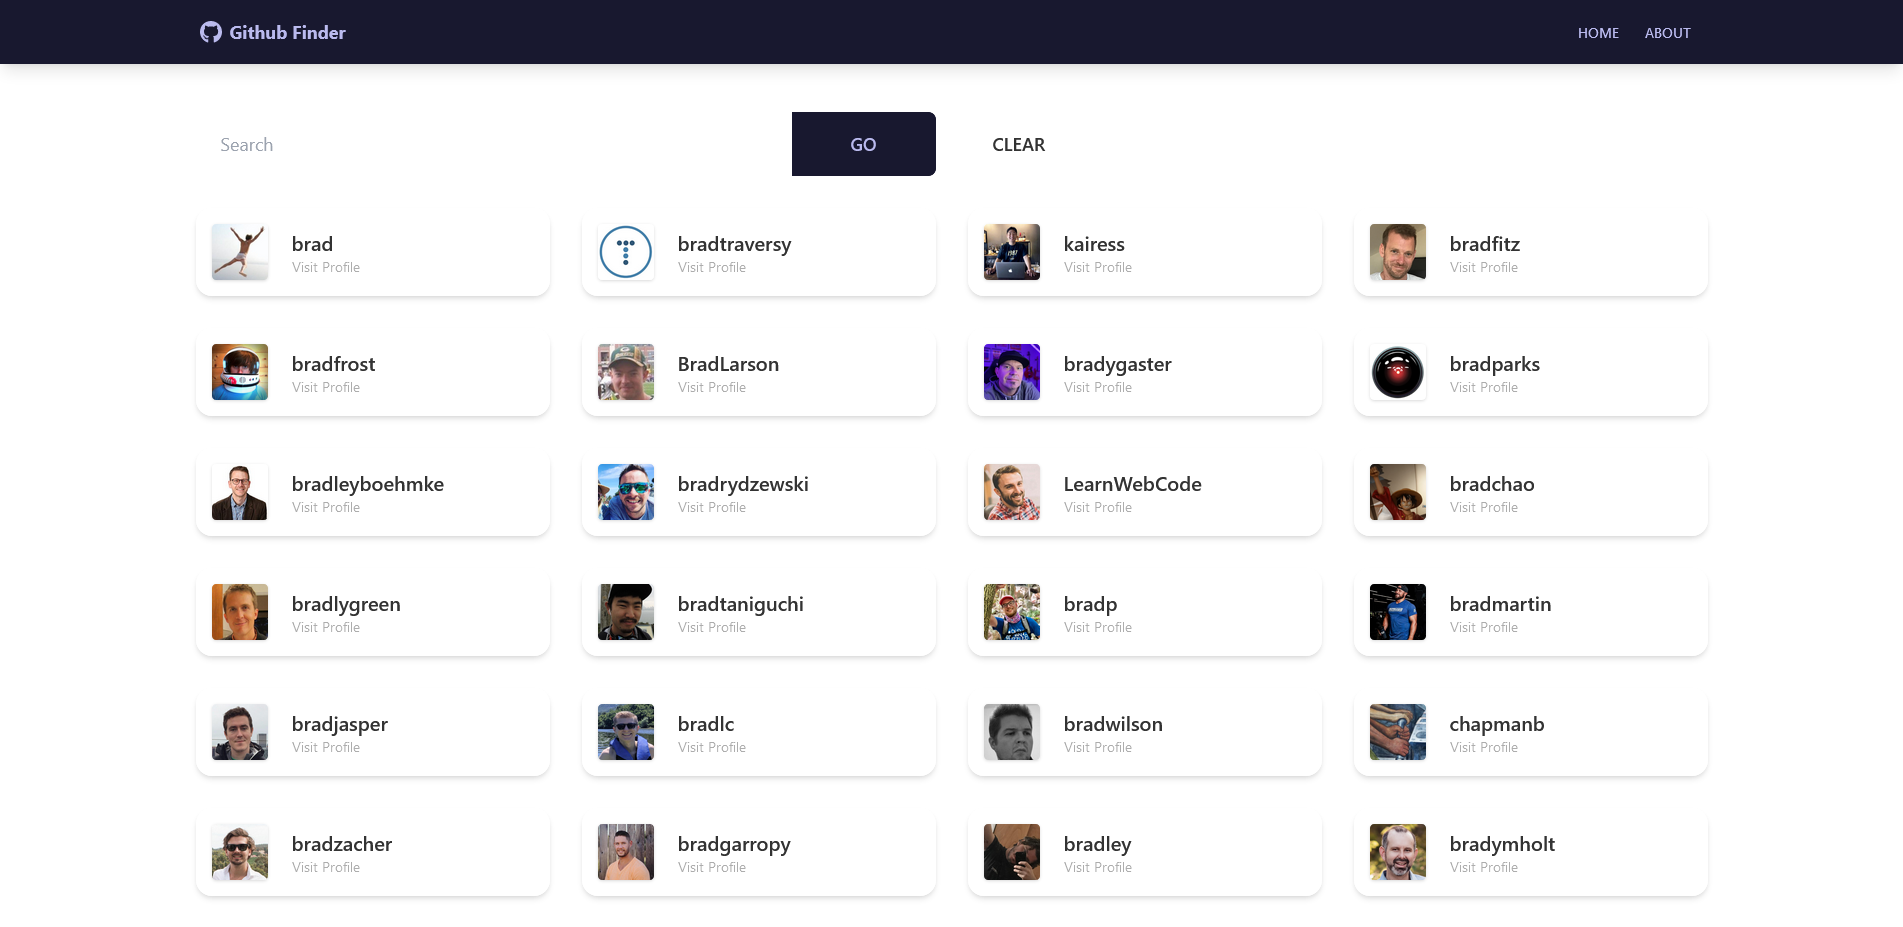 Github Finder
HOME ABOUT
Search GO CLEAR
brad
Visit Profile
bradtraversy
Visit Profile
kairess
Visit Profile
bradfitz
Visit Profile
bradfrost
Visit Profile
BradLarson
Visit Profile
bradygaster
Visit Profile
bradparks
Visit Profile
bradleyboehmke
Visit Profile
bradrydzewski
Visit Profile
LearnWebCode
Visit Profile
bradchao
Visit Profile
bradlygreen
Visit Profile
bradtaniguchi
Visit Profile
bradp
Visit Profile
bradmartin
Visit Profile
bradjasper
Visit Profile
bradlc
Visit Profile
bradwilson
Visit Profile
chapmanb
Visit Profile
bradzacher
Visit Profile
bradgarropy
Visit Profile
bradley
Visit Profile
bradymholt
Visit Profile